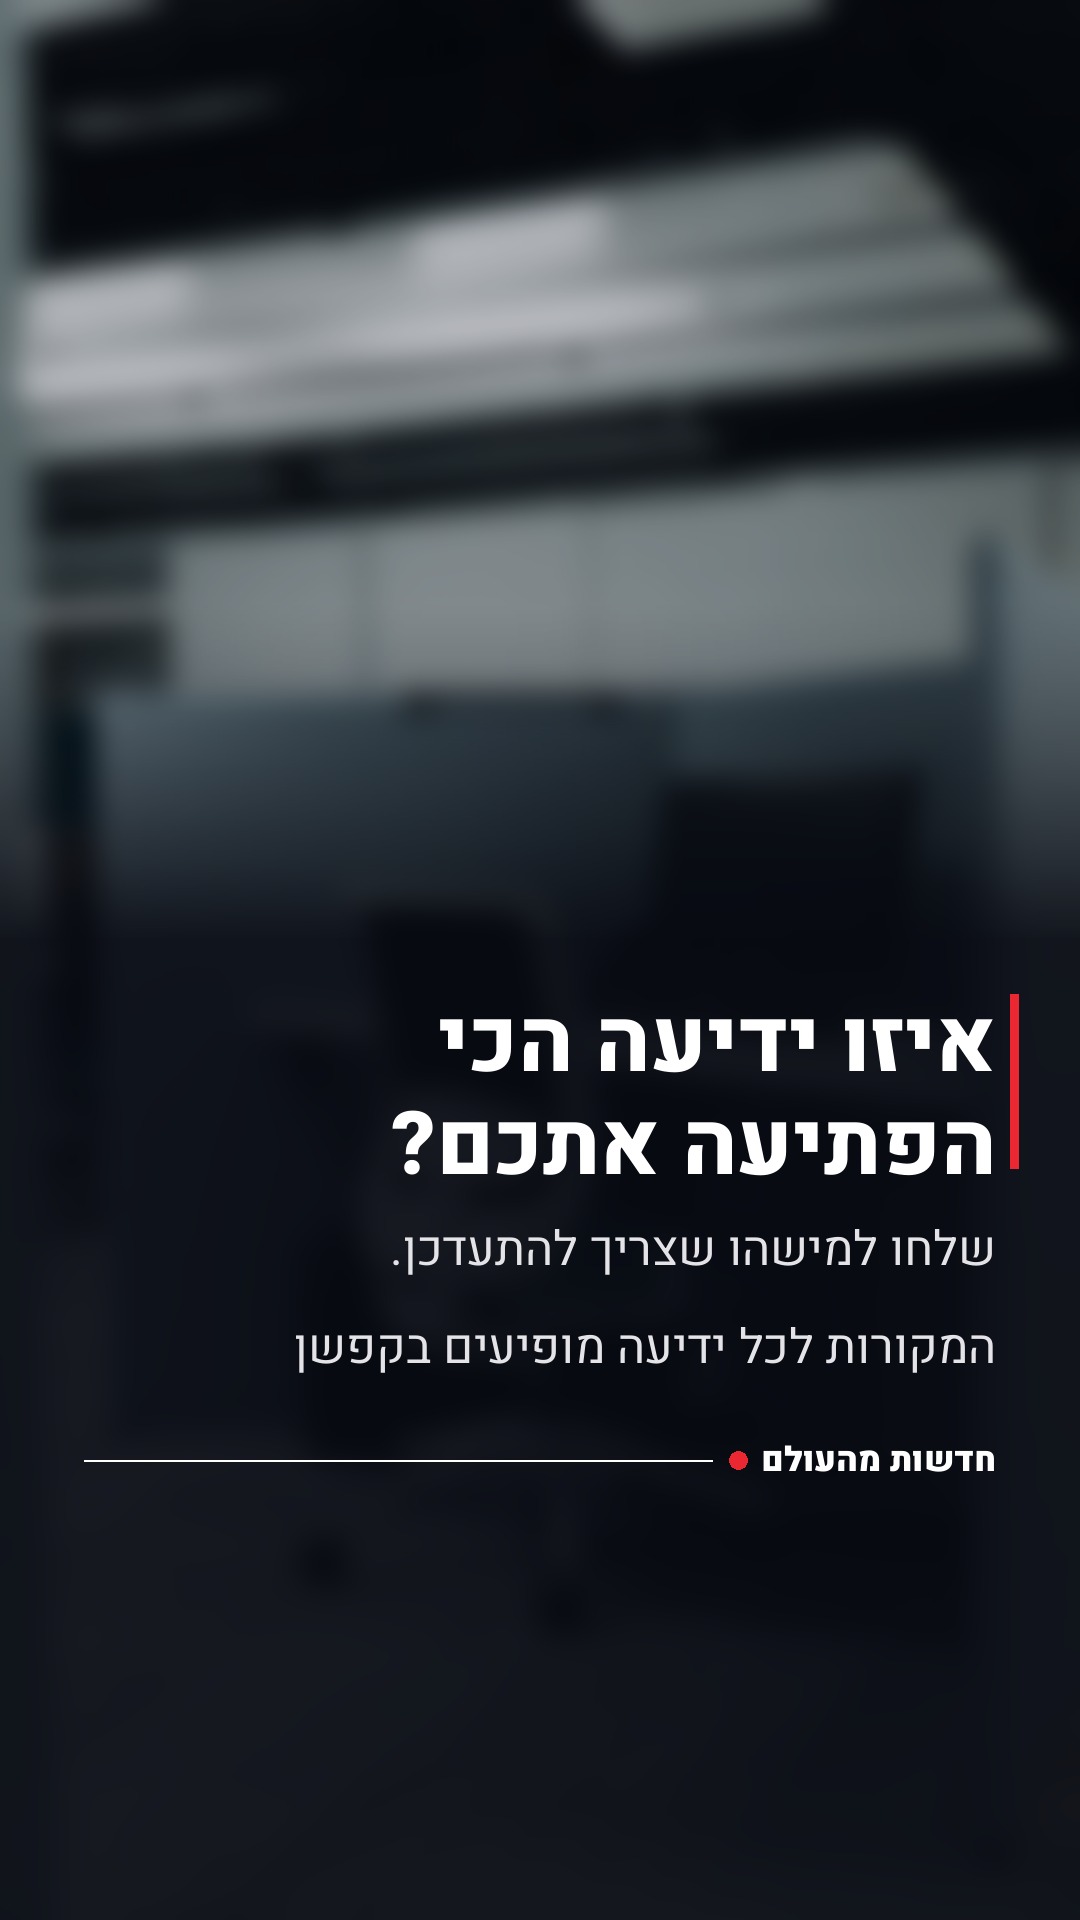 איזו ידיעה הכי
הפתיעה אתכם?
שלחו למישהו שצריך להתעדכן.
המקורות לכל ידיעה מופיעים בקפשן
חדשות מהעולם